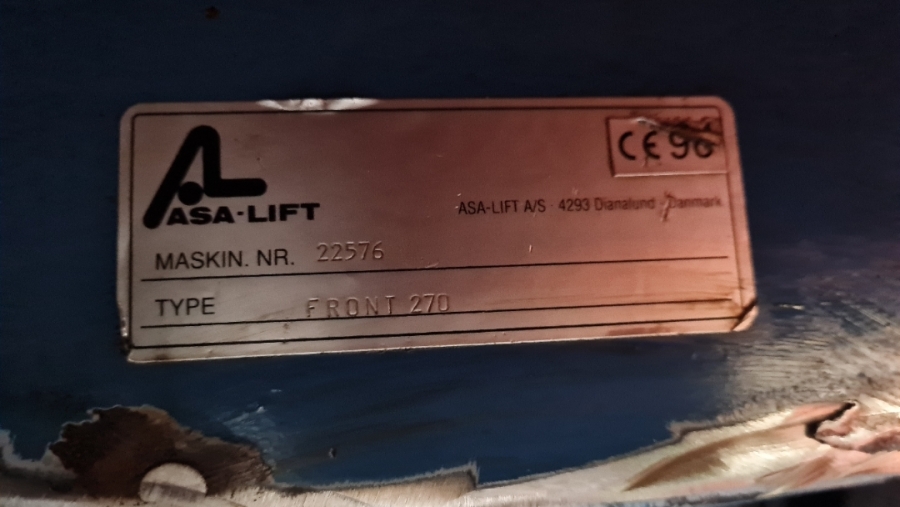 CE 96
ASA-LIFT
ASA-LIFT A/S · 4293 Dianalund · Danmark
MASKIN. NR. 22576
TYPE FRONT 270